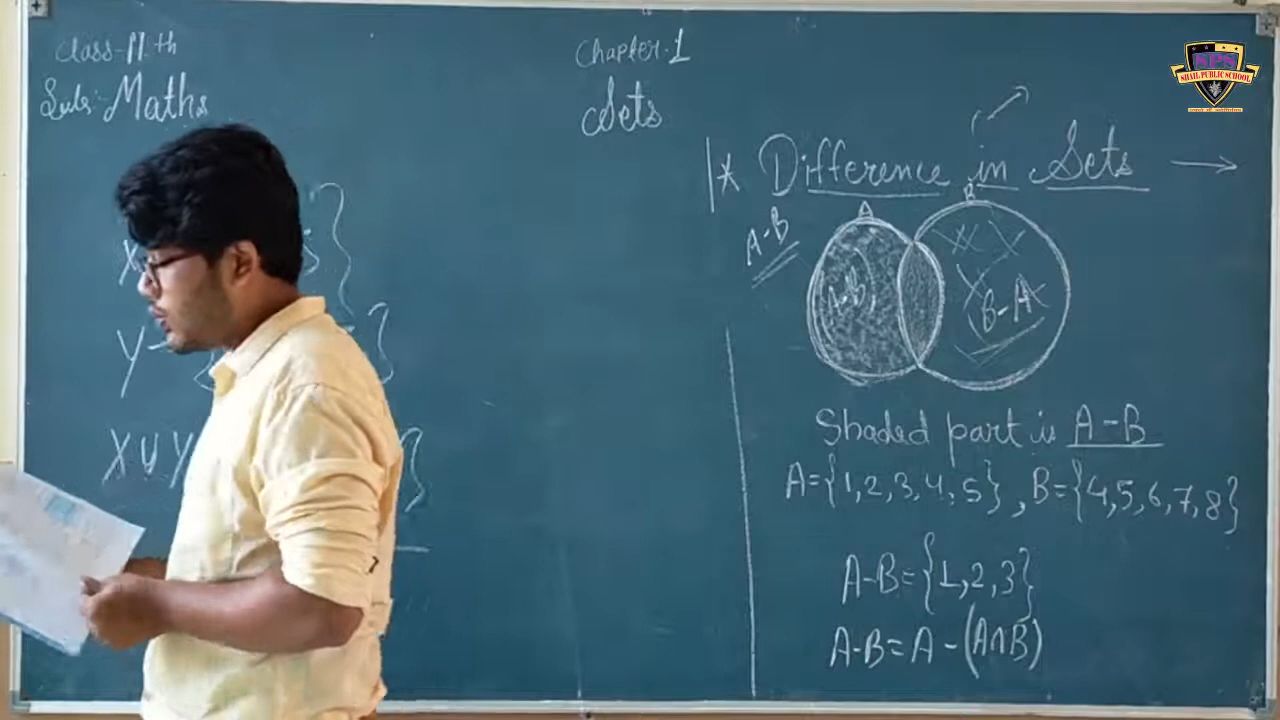 Class-11th
Sub:-Maths
Chapter-1
Sets
SPS
SHAIL PUBLIC SCHOOL
* Difference in Sets →
A-B
A
B
(A-B)
B-A
Shaded part is A-B
A={1,2,3,4,5}, B={4,5,6,7,8}
A-B={1,2,3}
A-B=A-(A∩B)
X
Y
X∪Y